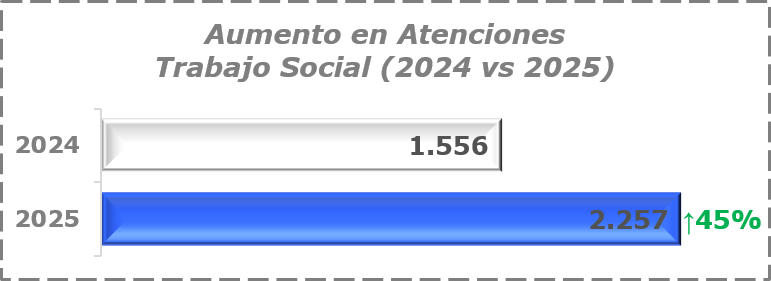 Aumento en Atenciones
Trabajo Social (2024 vs 2025)
2024 1.556
2025 2.257 ↑45%